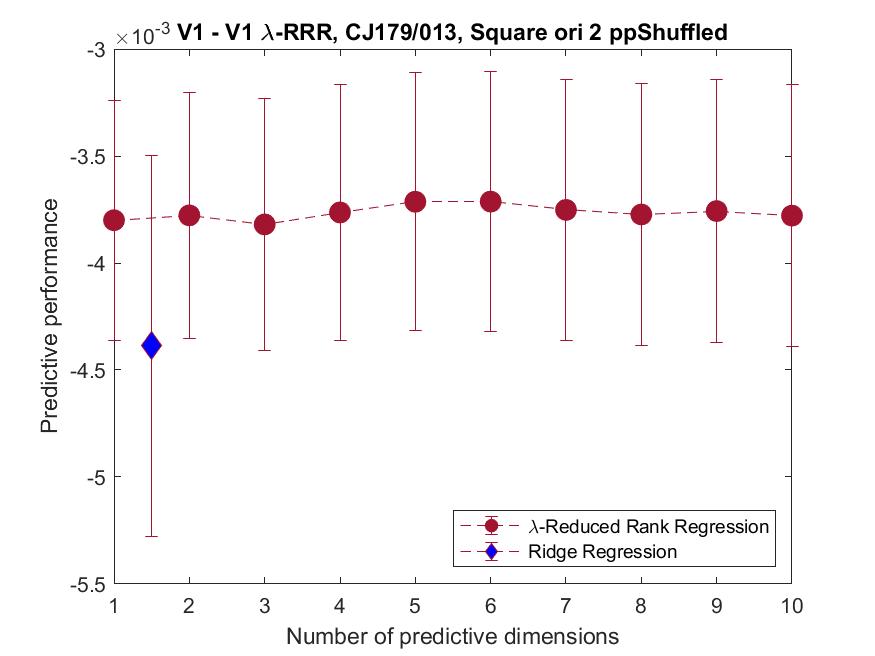 ×10-3 V1 - V1 λ-RRR, CJ179/013, Square ori 2 ppShuffled
-3
-3.5
-4
-4.5
-5
-5.5
Predictive performance
λ-Reduced Rank Regression
Ridge Regression
1 2 3 4 5 6 7 8 9 10
Number of predictive dimensions